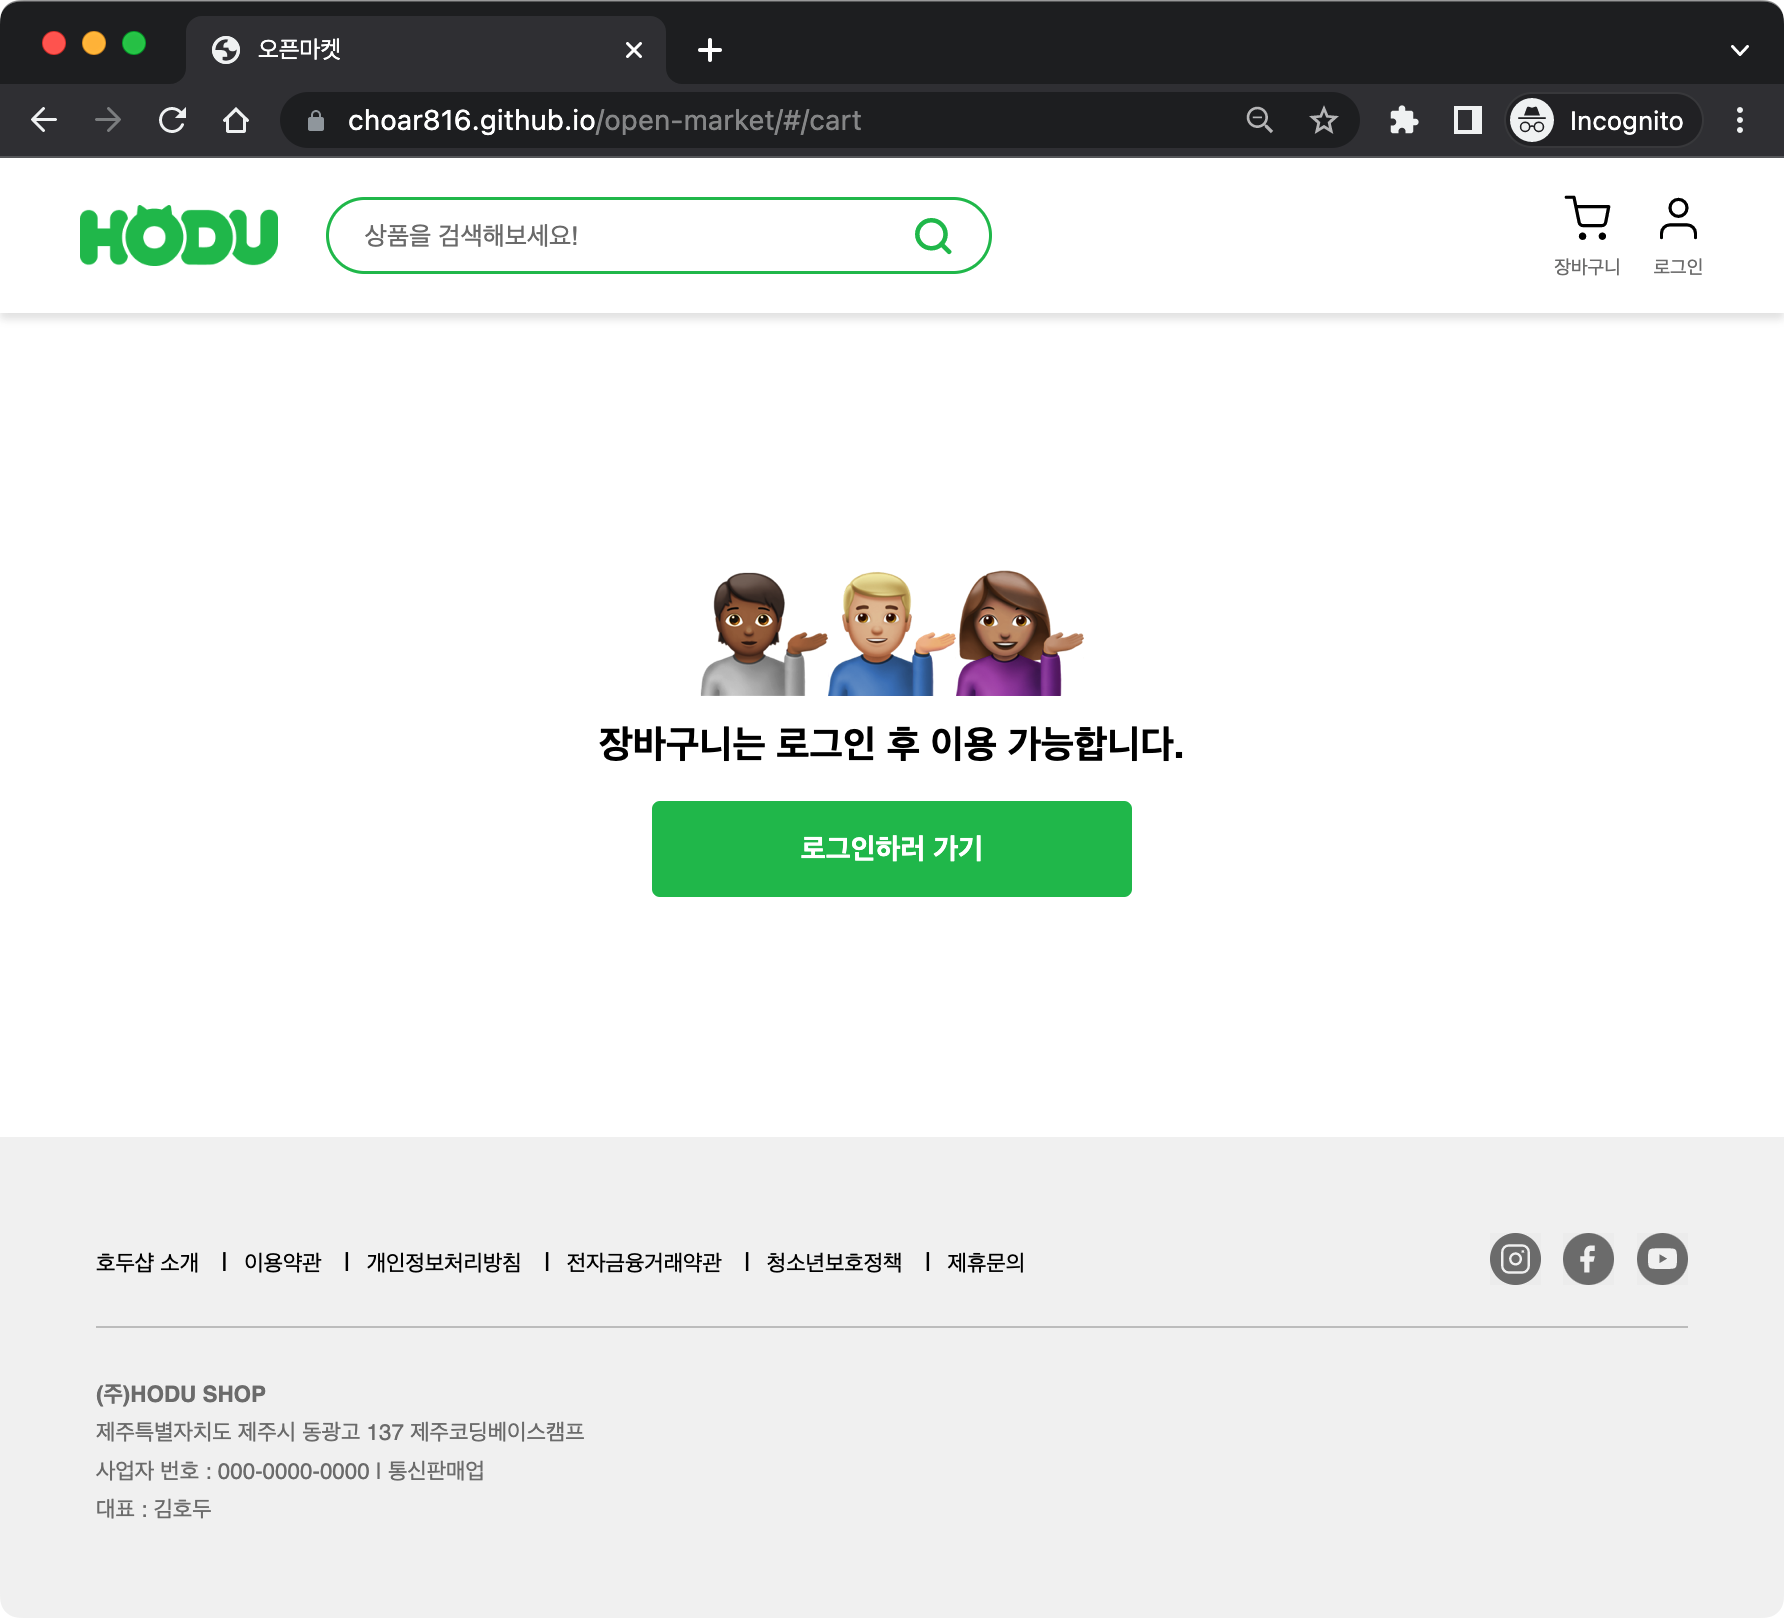 오픈마켓
choar816.github.io/open-market/#/cart
Incognito
HODU
상품을 검색해보세요!
장바구니
로그인
장바구니는 로그인 후 이용 가능합니다.
로그인하러 가기
호두샵 소개 | 이용약관 | 개인정보처리방침 | 전자금융거래약관 | 청소년보호정책 | 제휴문의
(주)HODU SHOP
제주특별자치도 제주시 동광고 137 제주코딩베이스캠프
사업자 번호 : 000-0000-0000 | 통신판매업
대표 : 김호두